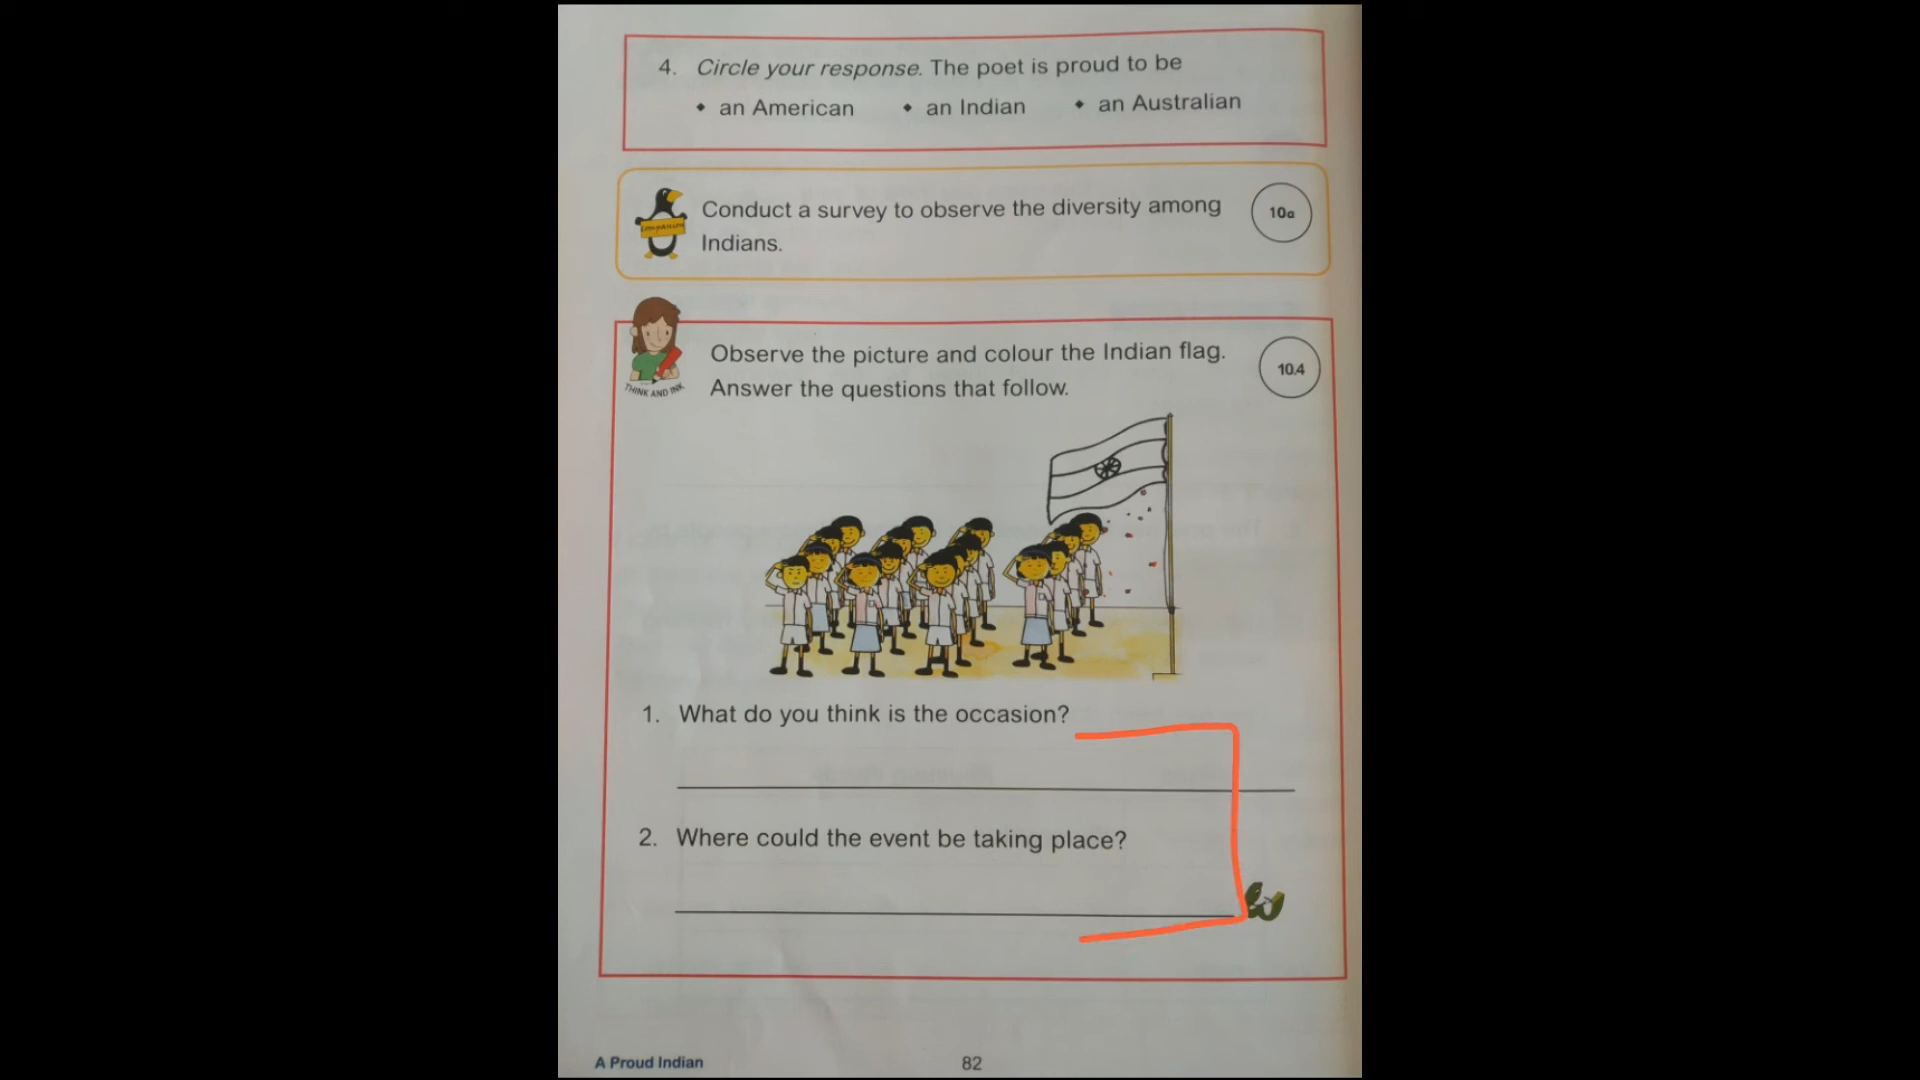 4. Circle your response. The poet is proud to be
◆ an American ◆ an Indian ◆ an Australian
Conduct a survey to observe the diversity among
Indians.
10a
COMPANION
THINK AND INK
Observe the picture and colour the Indian flag.
Answer the questions that follow.
10.4
1. What do you think is the occasion?
2. Where could the event be taking place?
A Proud Indian
82